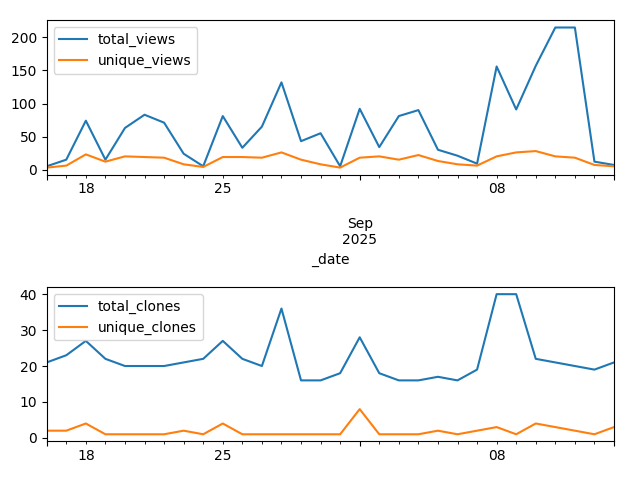 200
150
100
50
0
total_views
unique_views
18
25
08
Sep
2025
_date
40
30
20
10
0
total_clones
unique_clones
18
25
08